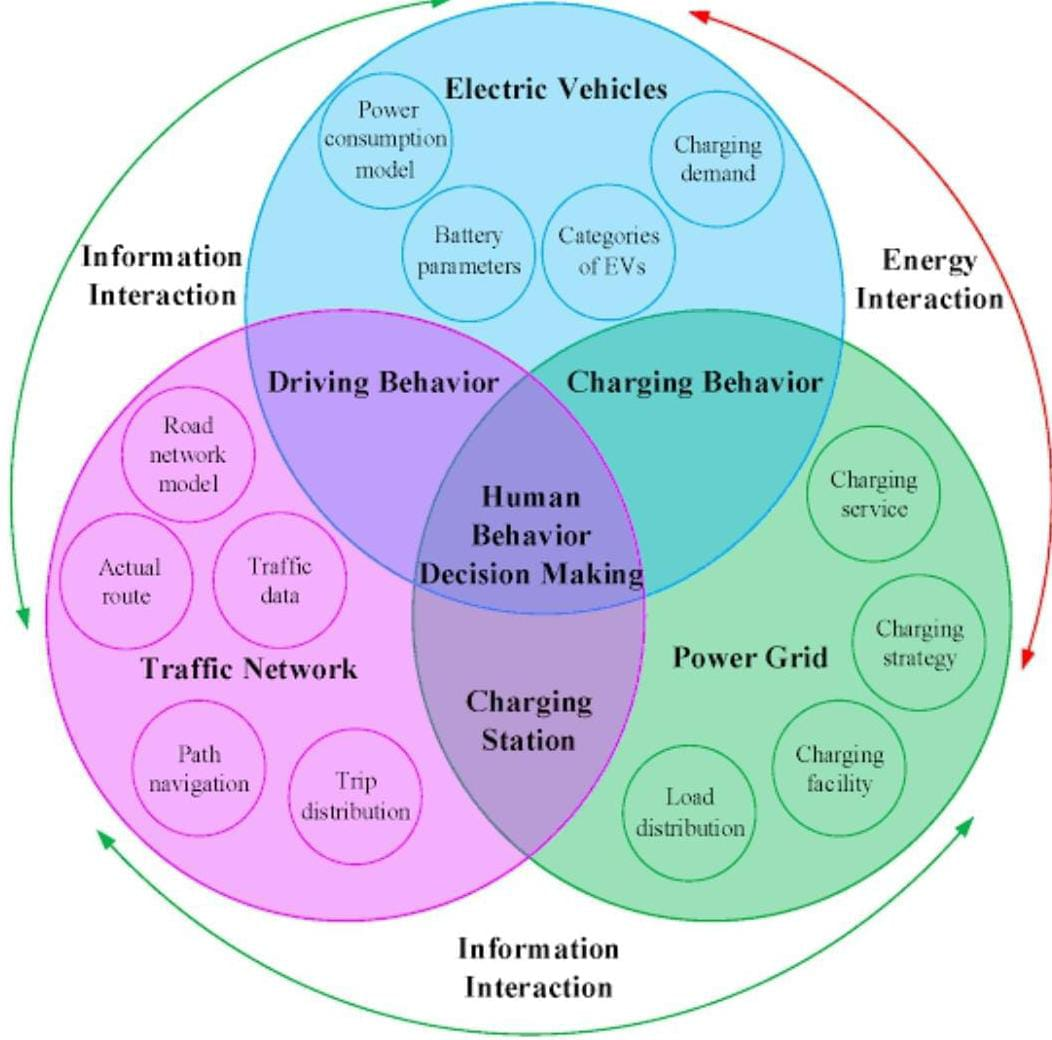 Electric Vehicles
Power
consumption
model
Charging
demand
Battery
parameters
Categories
of EVs
Information
Interaction
Energy
Interaction
Driving Behavior
Charging Behavior
Road
network
model
Charging
service
Human
Behavior
Decision Making
Actual
route
Traffic
data
Charging
strategy
Traffic Network
Power Grid
Charging
Station
Path
navigation
Trip
distribution
Charging
facility
Load
distribution
Information
Interaction